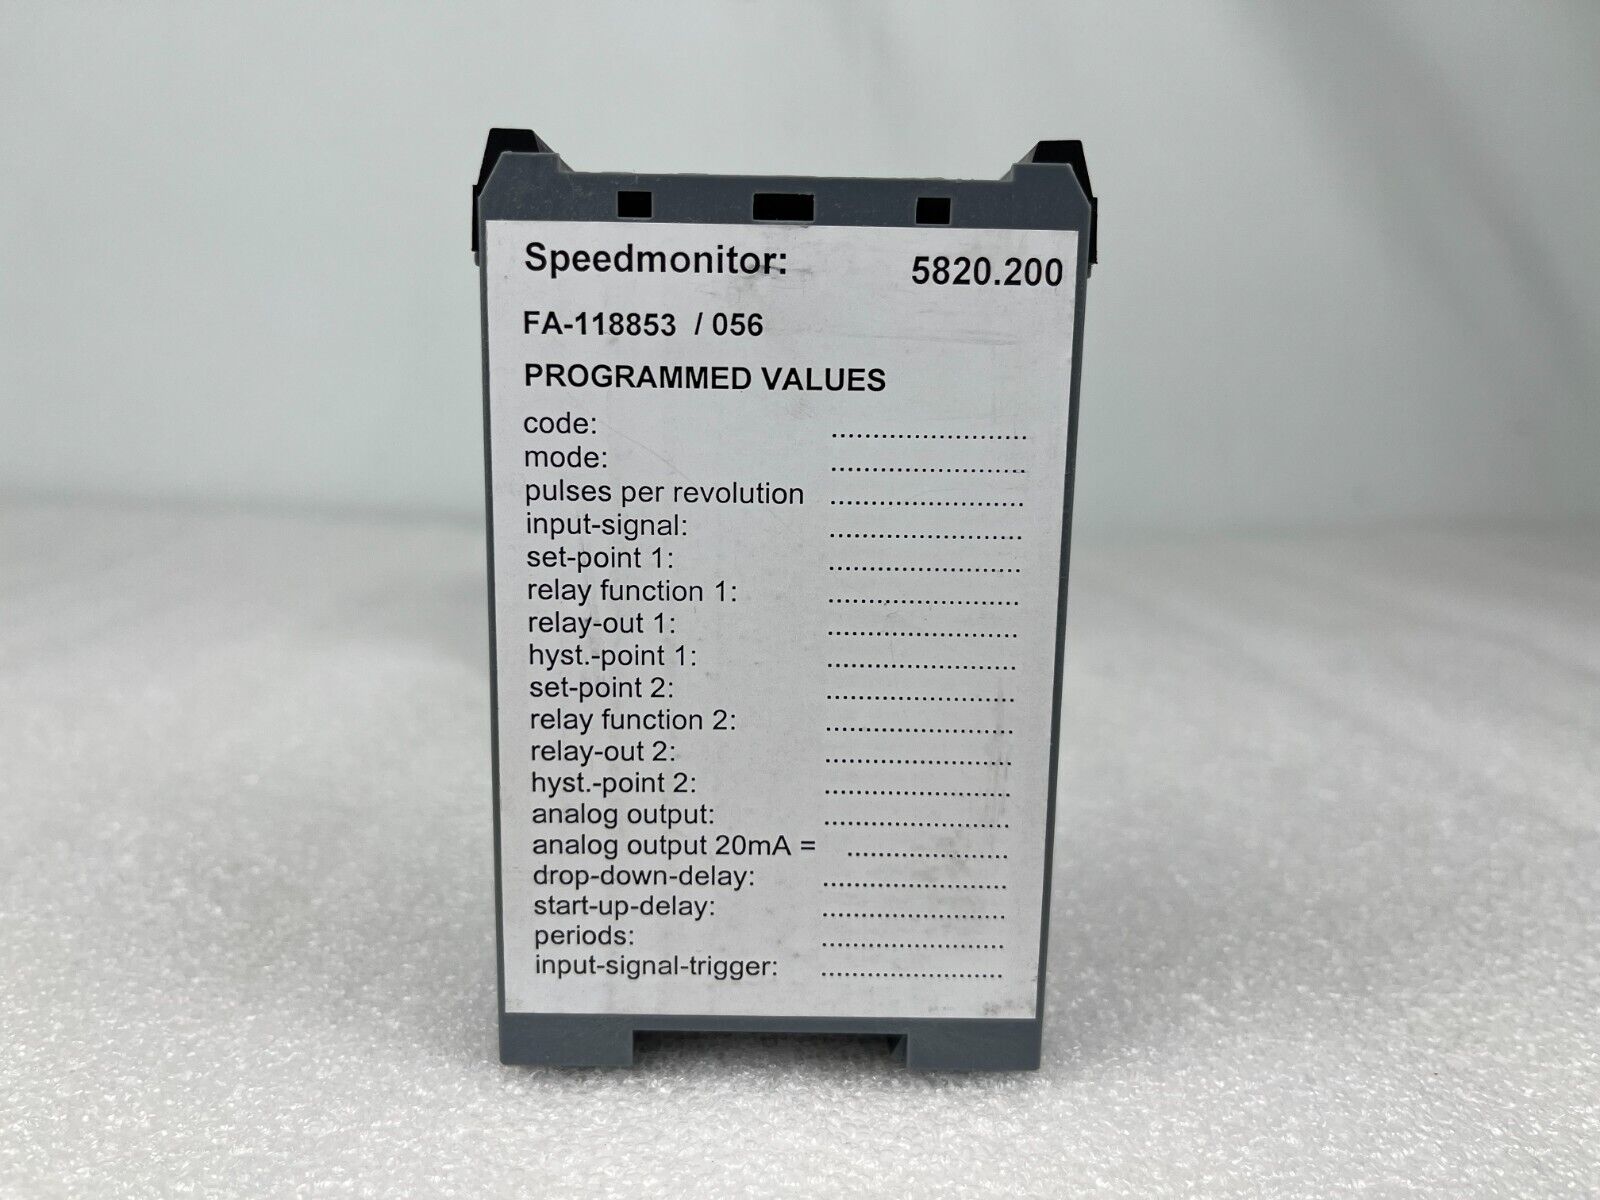 Speedmonitor: 5820.200
FA-118853 / 056
PROGRAMMED VALUES
code: ........................
mode: ........................
pulses per revolution ........................
input-signal: ........................
set-point 1: ........................
relay function 1: ........................
relay-out 1: ........................
hyst.-point 1: ........................
set-point 2: ........................
relay function 2: ........................
relay-out 2: ........................
hyst.-point 2: ........................
analog output: ........................
analog output 20mA = .....................
drop-down-delay: ........................
start-up-delay: ........................
periods: ........................
input-signal-trigger: ........................